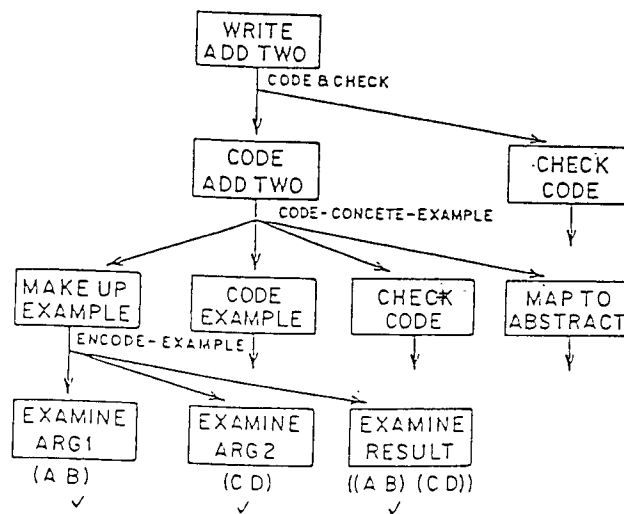 WRITE
ADD TWO
CODE & CHECK
CODE
ADD TWO
CHECK
CODE
CODE-CONCETE-EXAMPLE
MAKE UP
EXAMPLE
CODE
EXAMPLE
CHECK
CODE
MAP TO
ABSTRACT
ENCODE-EXAMPLE
EXAMINE
ARG1
EXAMINE
ARG2
EXAMINE
RESULT
(A B)
(C D)
((A B) (C D))
✓ ✓ ✓